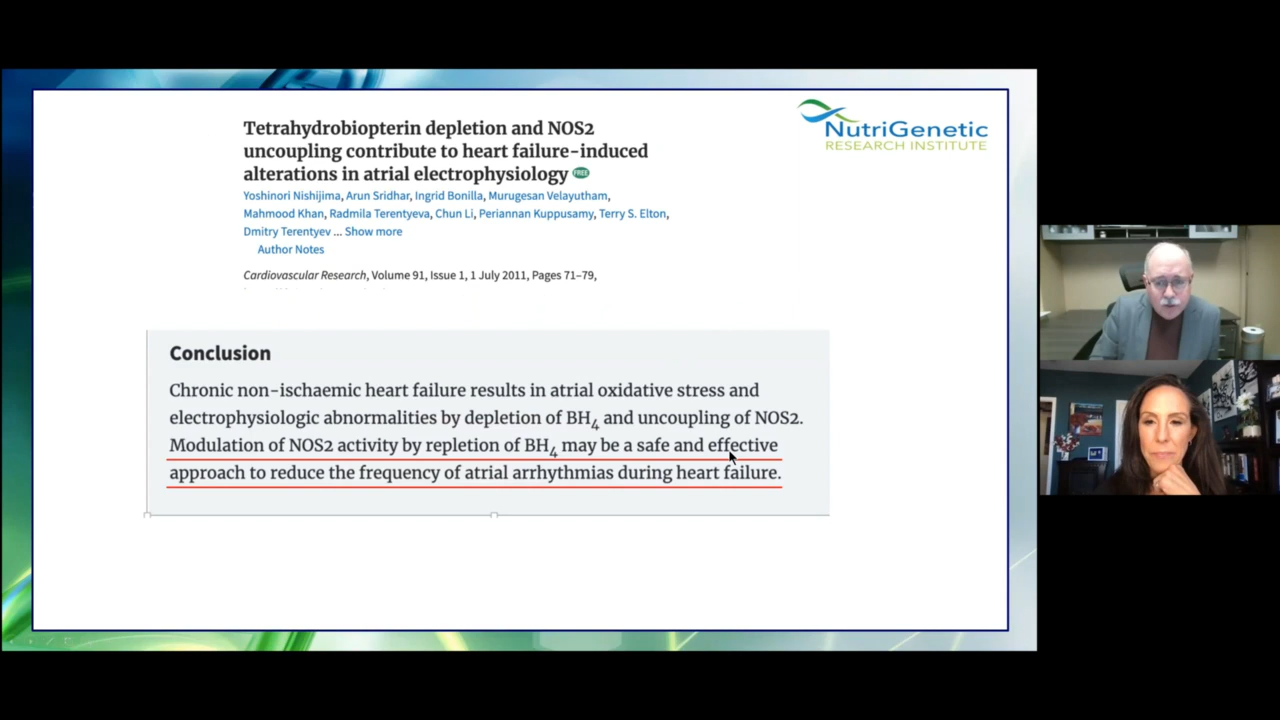 Tetrahydrobiopterin depletion and NOS2
uncoupling contribute to heart failure-induced
alterations in atrial electrophysiology FREE
Yoshinori Nishijima, Arun Sridhar, Ingrid Bonilla, Murugesan Velayutham,
Mahmood Khan, Radmila Terentyeva, Chun Li, Periannan Kuppusamy, Terry S. Elton,
Dmitry Terentyev ... Show more
Author Notes
Cardiovascular Research, Volume 91, Issue 1, 1 July 2011, Pages 71–79,
NutriGenetic
RESEARCH INSTITUTE
Conclusion
Chronic non-ischaemic heart failure results in atrial oxidative stress and
electrophysiologic abnormalities by depletion of BH4 and uncoupling of NOS2.
Modulation of NOS2 activity by repletion of BH4 may be a safe and effective
approach to reduce the frequency of atrial arrhythmias during heart failure.